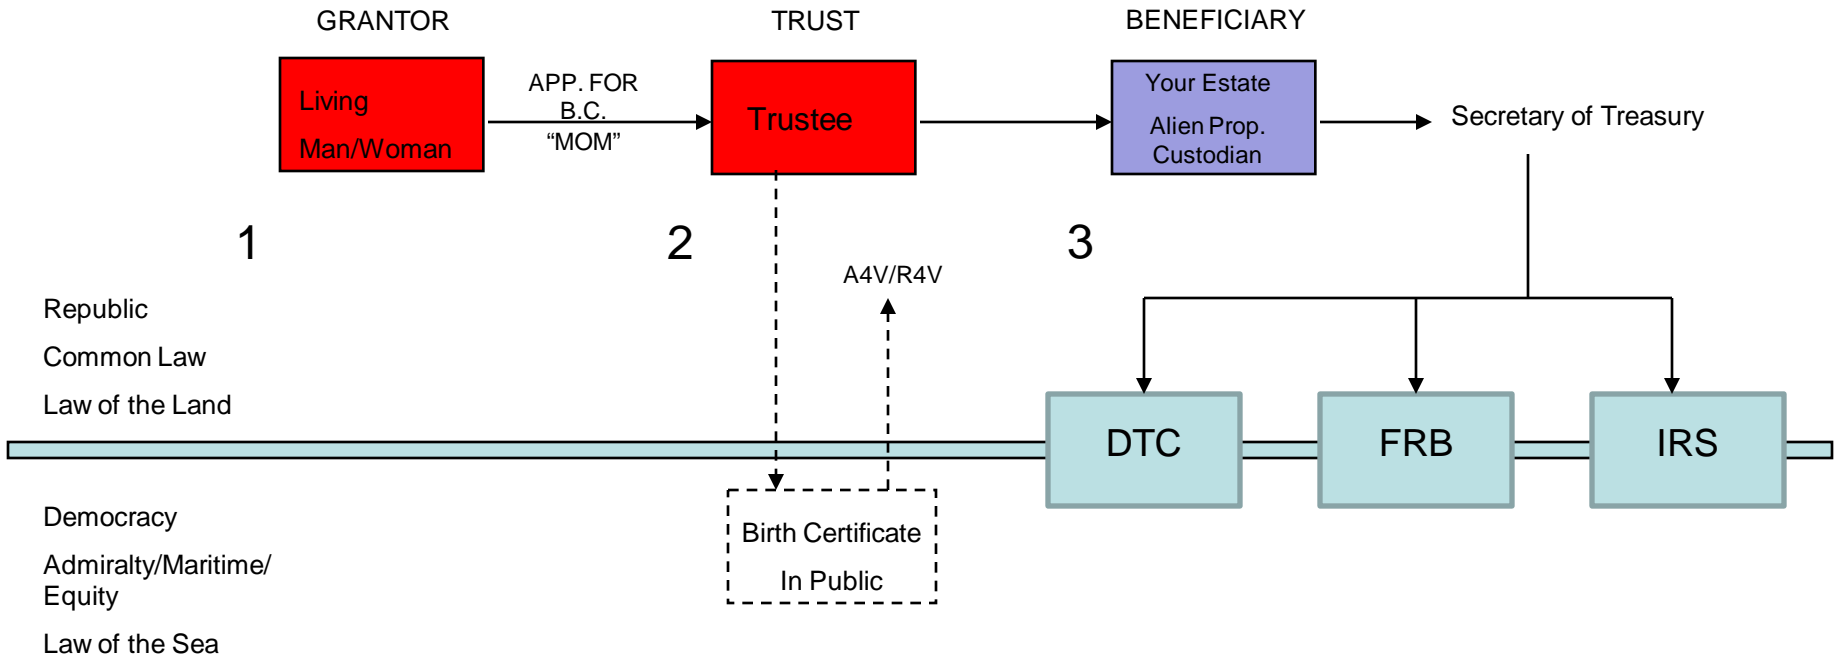 GRANTOR
TRUST
BENEFICIARY
Living
Man/Woman
APP. FOR
B.C.
“MOM”
Trustee
Your Estate
Alien Prop.
Custodian
Secretary of Treasury
1
2
3
A4V/R4V
Republic
Common Law
Law of the Land
DTC
FRB
IRS
Democracy
Admiralty/Maritime/
Equity
Law of the Sea
Birth Certificate
In Public